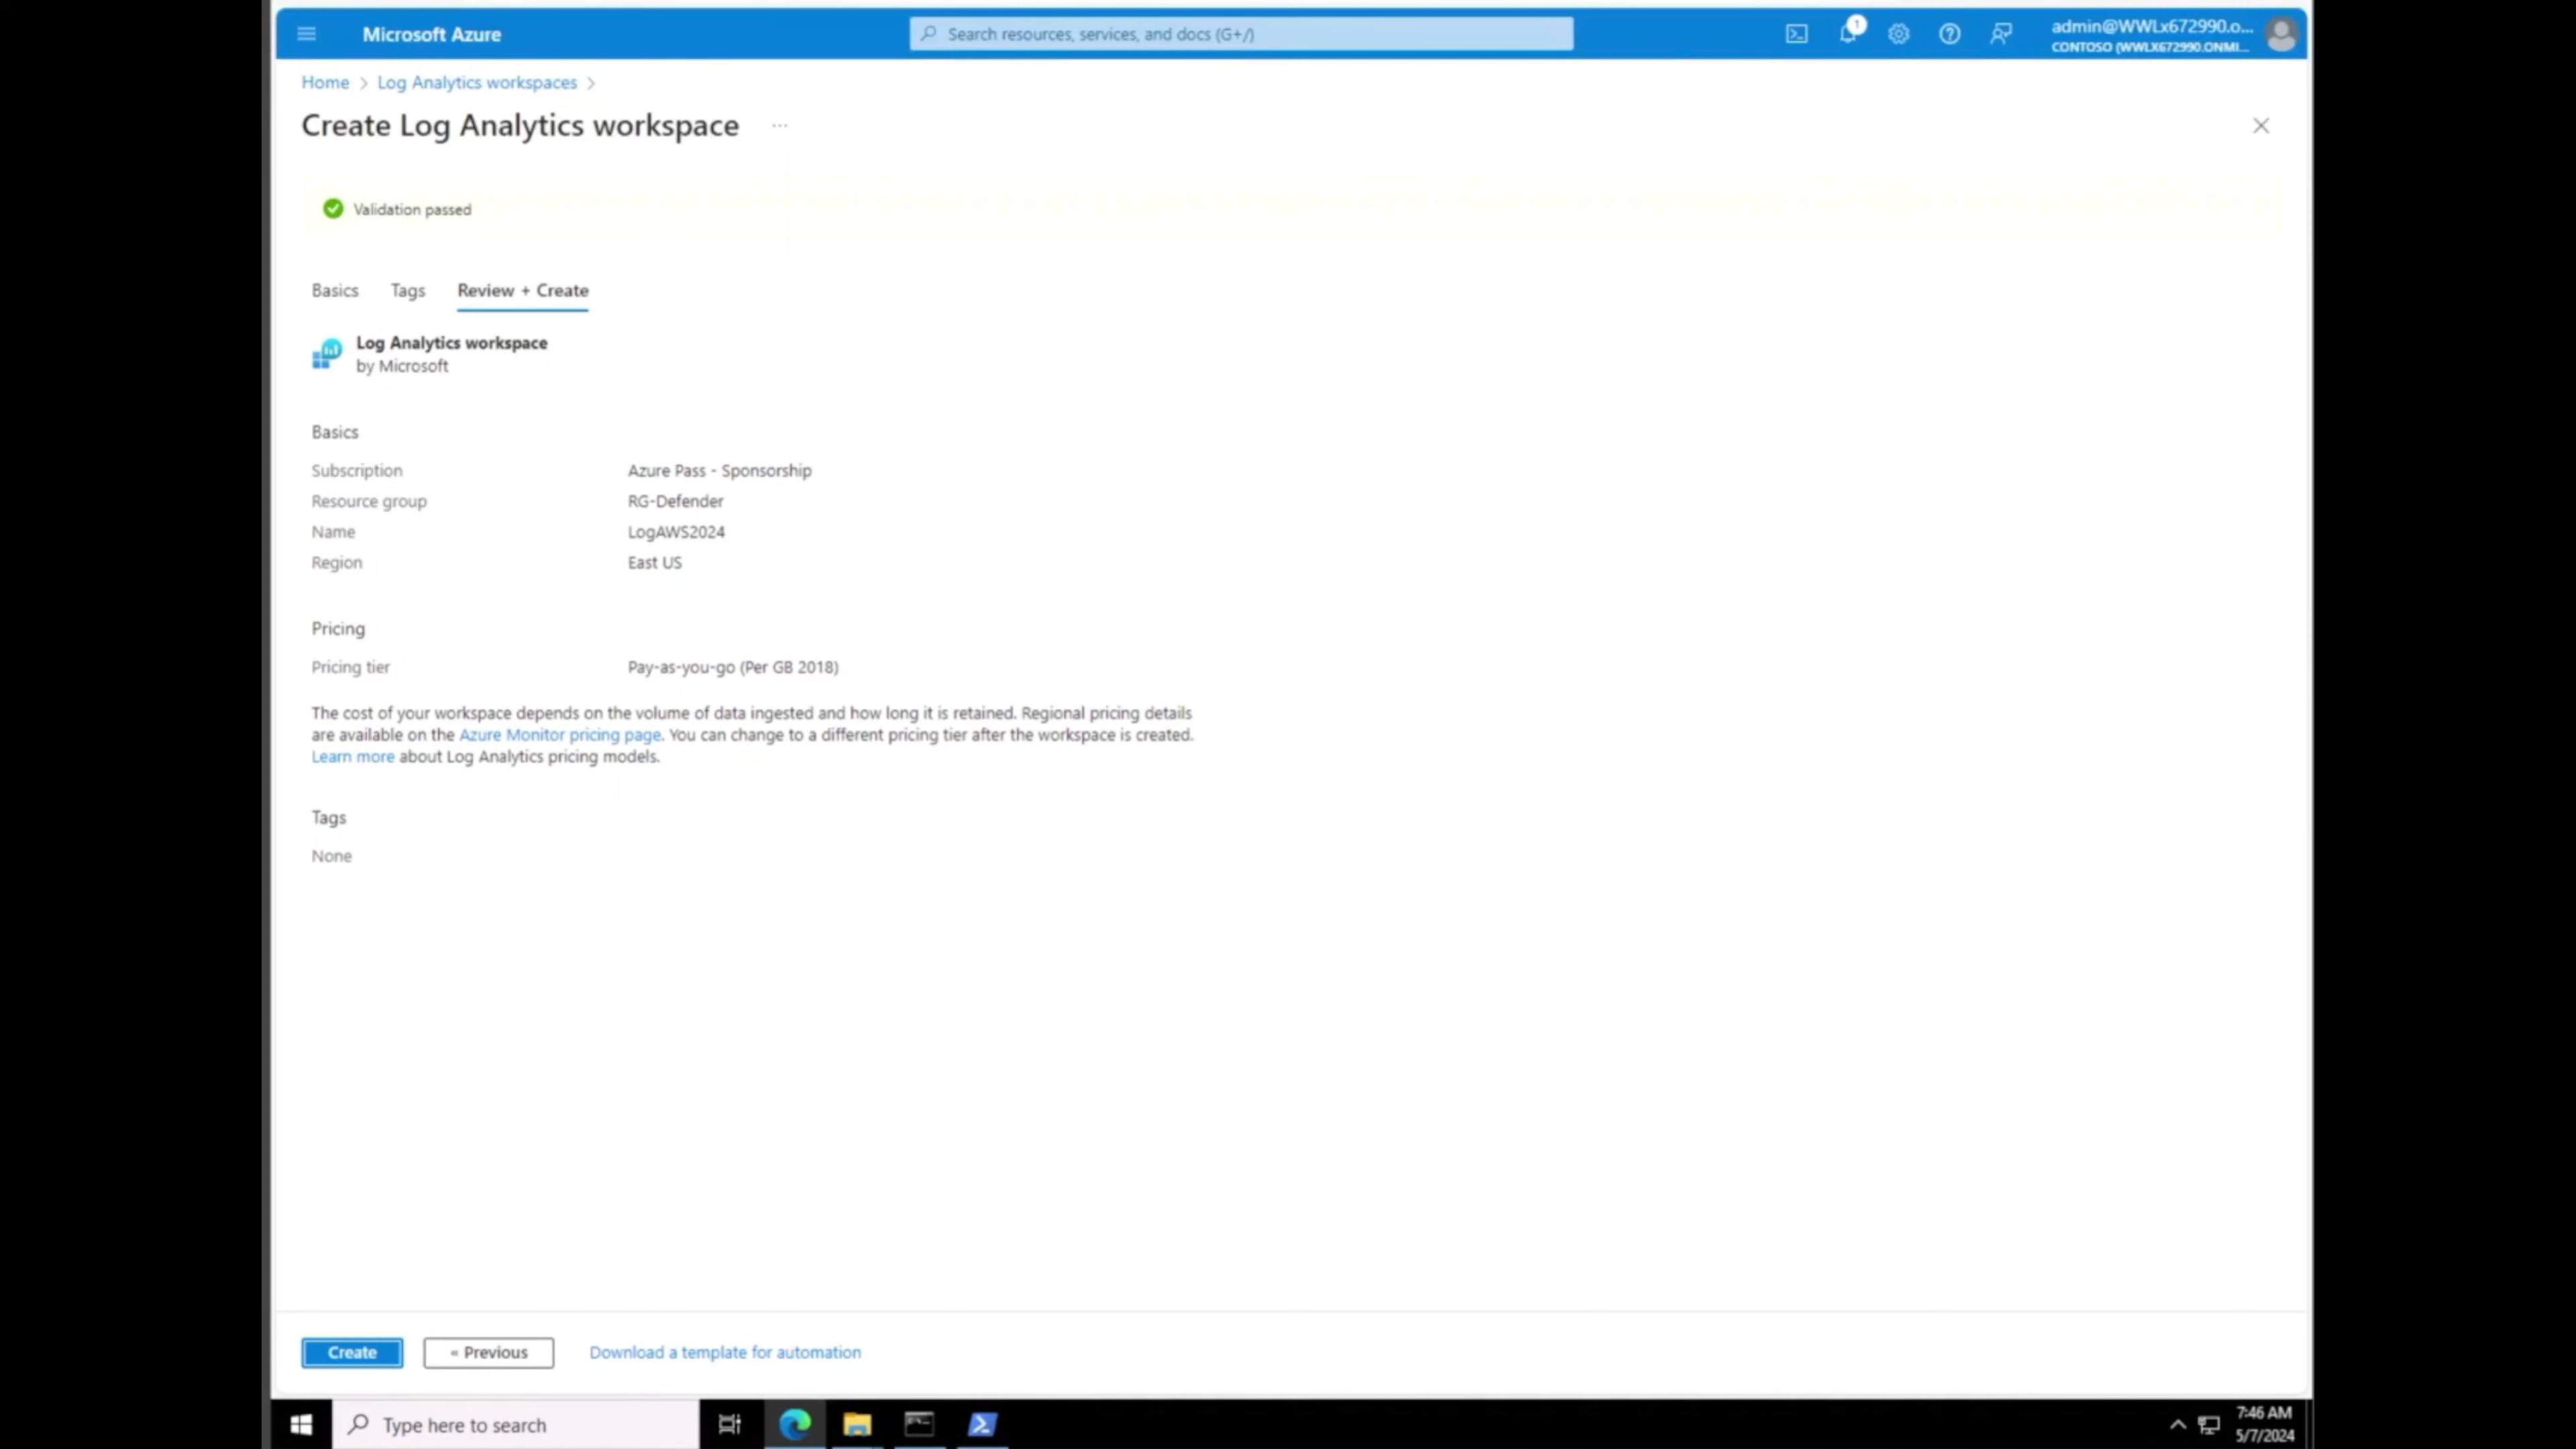 Microsoft Azure
Search resources, services, and docs (G+/)
1
admin@WWLx672990.o...
CONTOSO (WWLX672990.ONMI...
Home > Log Analytics workspaces >
Create Log Analytics workspace ...
Validation passed
Basics Tags Review + Create
Log Analytics workspace
by Microsoft
Basics
Subscription Azure Pass - Sponsorship
Resource group RG-Defender
Name LogAWS2024
Region East US
Pricing
Pricing tier Pay-as-you-go (Per GB 2018)
The cost of your workspace depends on the volume of data ingested and how long it is retained. Regional pricing details
are available on the Azure Monitor pricing page. You can change to a different pricing tier after the workspace is created.
Learn more about Log Analytics pricing models.
Tags
None
Create « Previous Download a template for automation
Type here to search
7:46 AM
5/7/2024